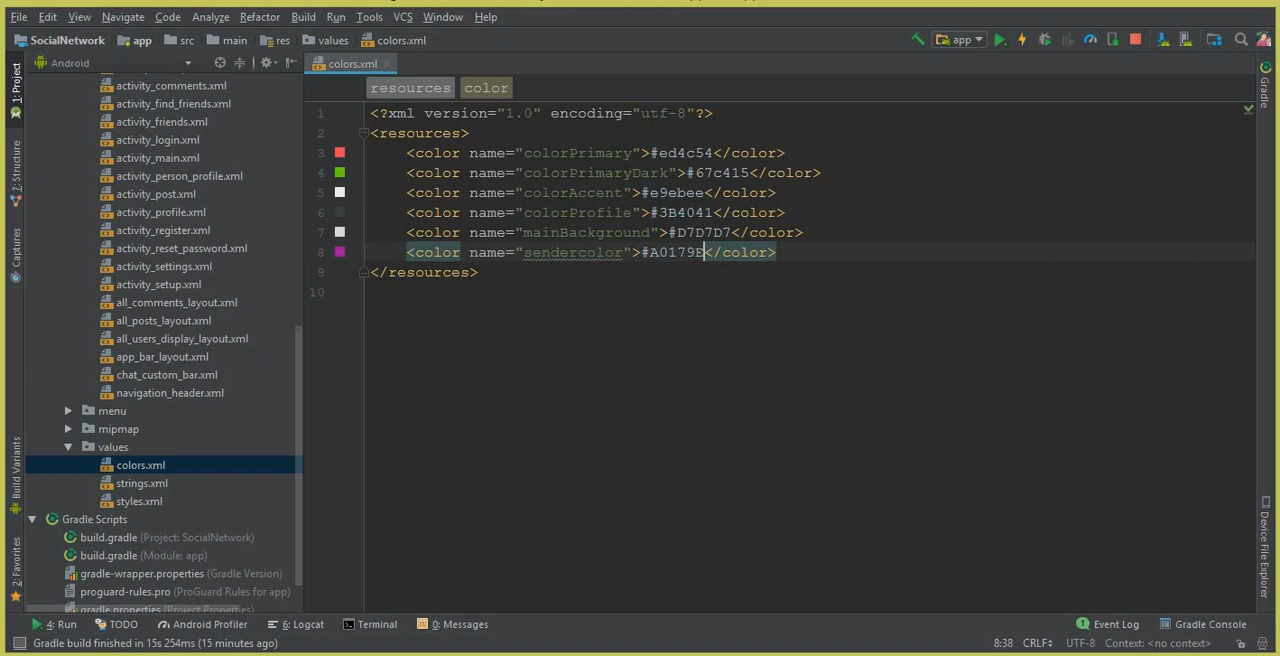 File Edit View Navigate Code Analyze Refactor Build Run Tools VCS Window Help
SocialNetwork app src main res values colors.xml app
1: Project
Android
colors.xml
Gradle
resources color
activity_comments.xml
activity_find_friends.xml
activity_friends.xml
activity_login.xml
activity_main.xml
activity_person_profile.xml
activity_post.xml
activity_profile.xml
activity_register.xml
activity_reset_password.xml
activity_settings.xml
activity_setup.xml
all_comments_layout.xml
all_posts_layout.xml
all_users_display_layout.xml
app_bar_layout.xml
chat_custom_bar.xml
navigation_header.xml
menu
mipmap
values
colors.xml
strings.xml
styles.xml
Gradle Scripts
build.gradle (Project: SocialNetwork)
build.gradle (Module: app)
gradle-wrapper.properties (Gradle Version)
proguard-rules.pro (ProGuard Rules for app)
gradle.properties (Project Properties)
7: Structure
Captures
Build Variants
2: Favorites
1 <?xml version="1.0" encoding="utf-8"?>
2 <resources>
3 <color name="colorPrimary">#ed4c54</color>
4 <color name="colorPrimaryDark">#67c415</color>
5 <color name="colorAccent">#e9ebee</color>
6 <color name="colorProfile">#3B4041</color>
7 <color name="mainBackground">#D7D7D7</color>
8 <color name="sendercolor">#A0179E</color>
9 </resources>
10
Device File Explorer
4: Run TODO Android Profiler 6: Logcat Terminal 0: Messages 1 Event Log Gradle Console
Gradle build finished in 15s 254ms (15 minutes ago) 8:38 CRLF UTF-8 Context: <no context>